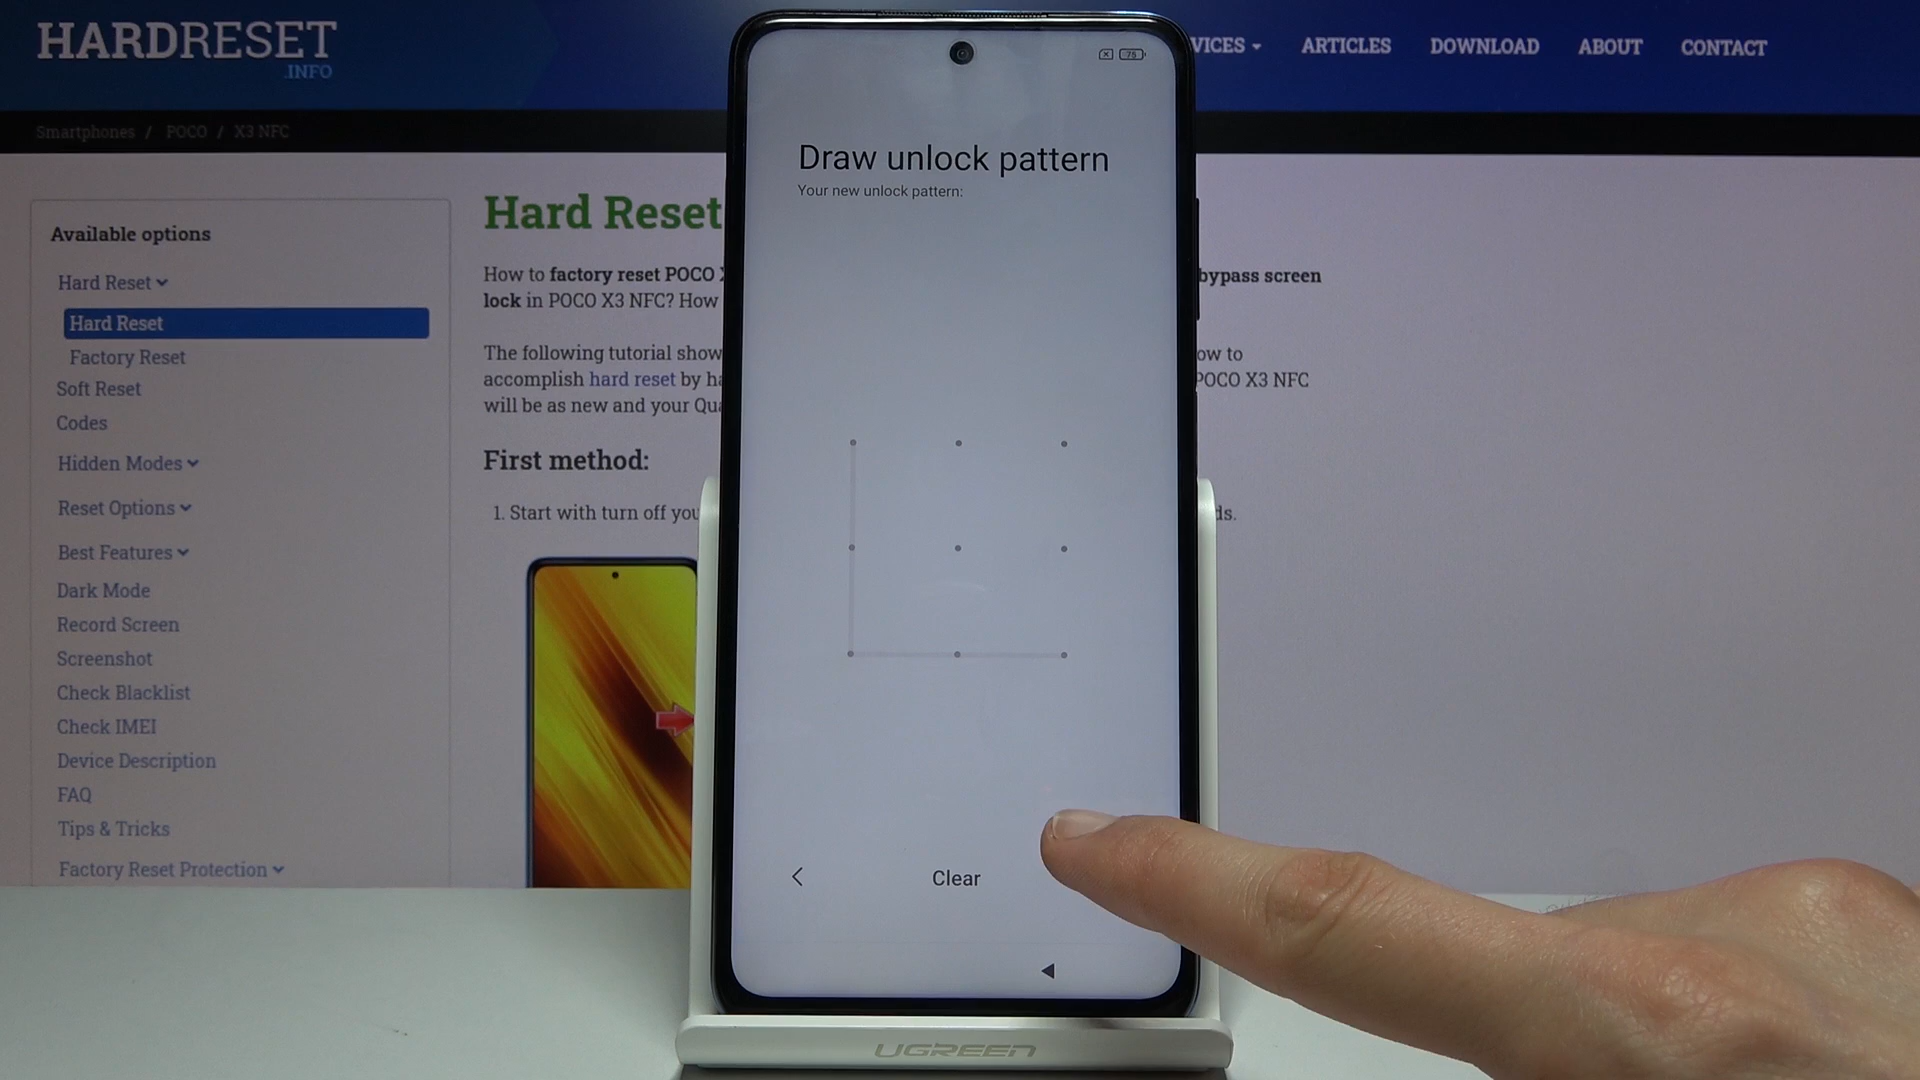 HARDRESET
.INFO
VICES
ARTICLES
DOWNLOAD
ABOUT
CONTACT
Smartphones / POCO / X3 NFC
Available options
Hard Reset
Hard Reset
Factory Reset
Soft Reset
Codes
Hidden Modes
Reset Options
Best Features
Dark Mode
Record Screen
Screenshot
Check Blacklist
Check IMEI
Device Description
FAQ
Tips & Tricks
Factory Reset Protection
Hard Reset
How to factory reset POCO bypass screen
lock in POCO X3 NFC? How
The following tutorial show ow to
accomplish hard reset by ha POCO X3 NFC
will be as new and your Qua
First method:
1. Start with turn off you ds.
75
Draw unlock pattern
Your new unlock pattern:
Clear
UGREEN